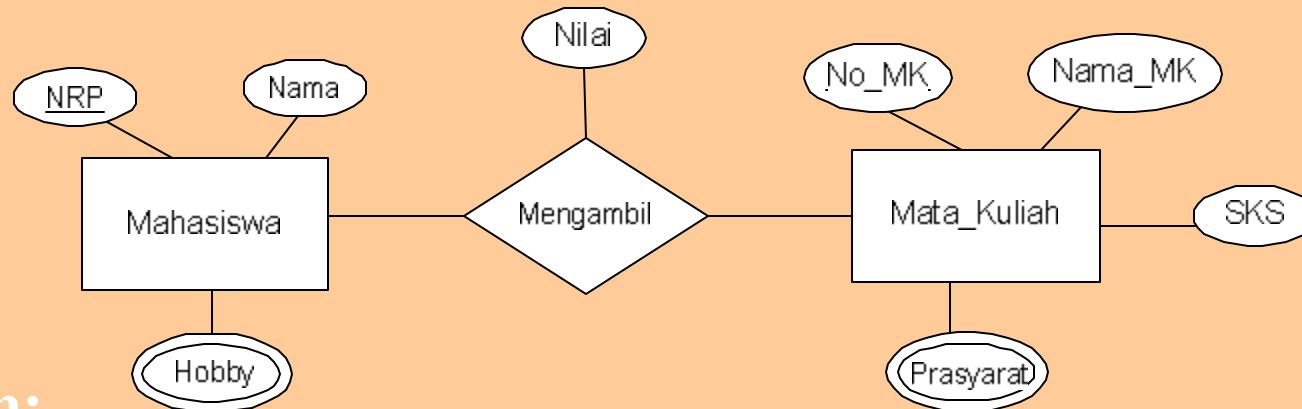 Nilai
NRP
Nama
No_MK
Nama_MK
Mahasiswa
Mengambil
Mata_Kuliah
SKS
Hobby
Prasyarat